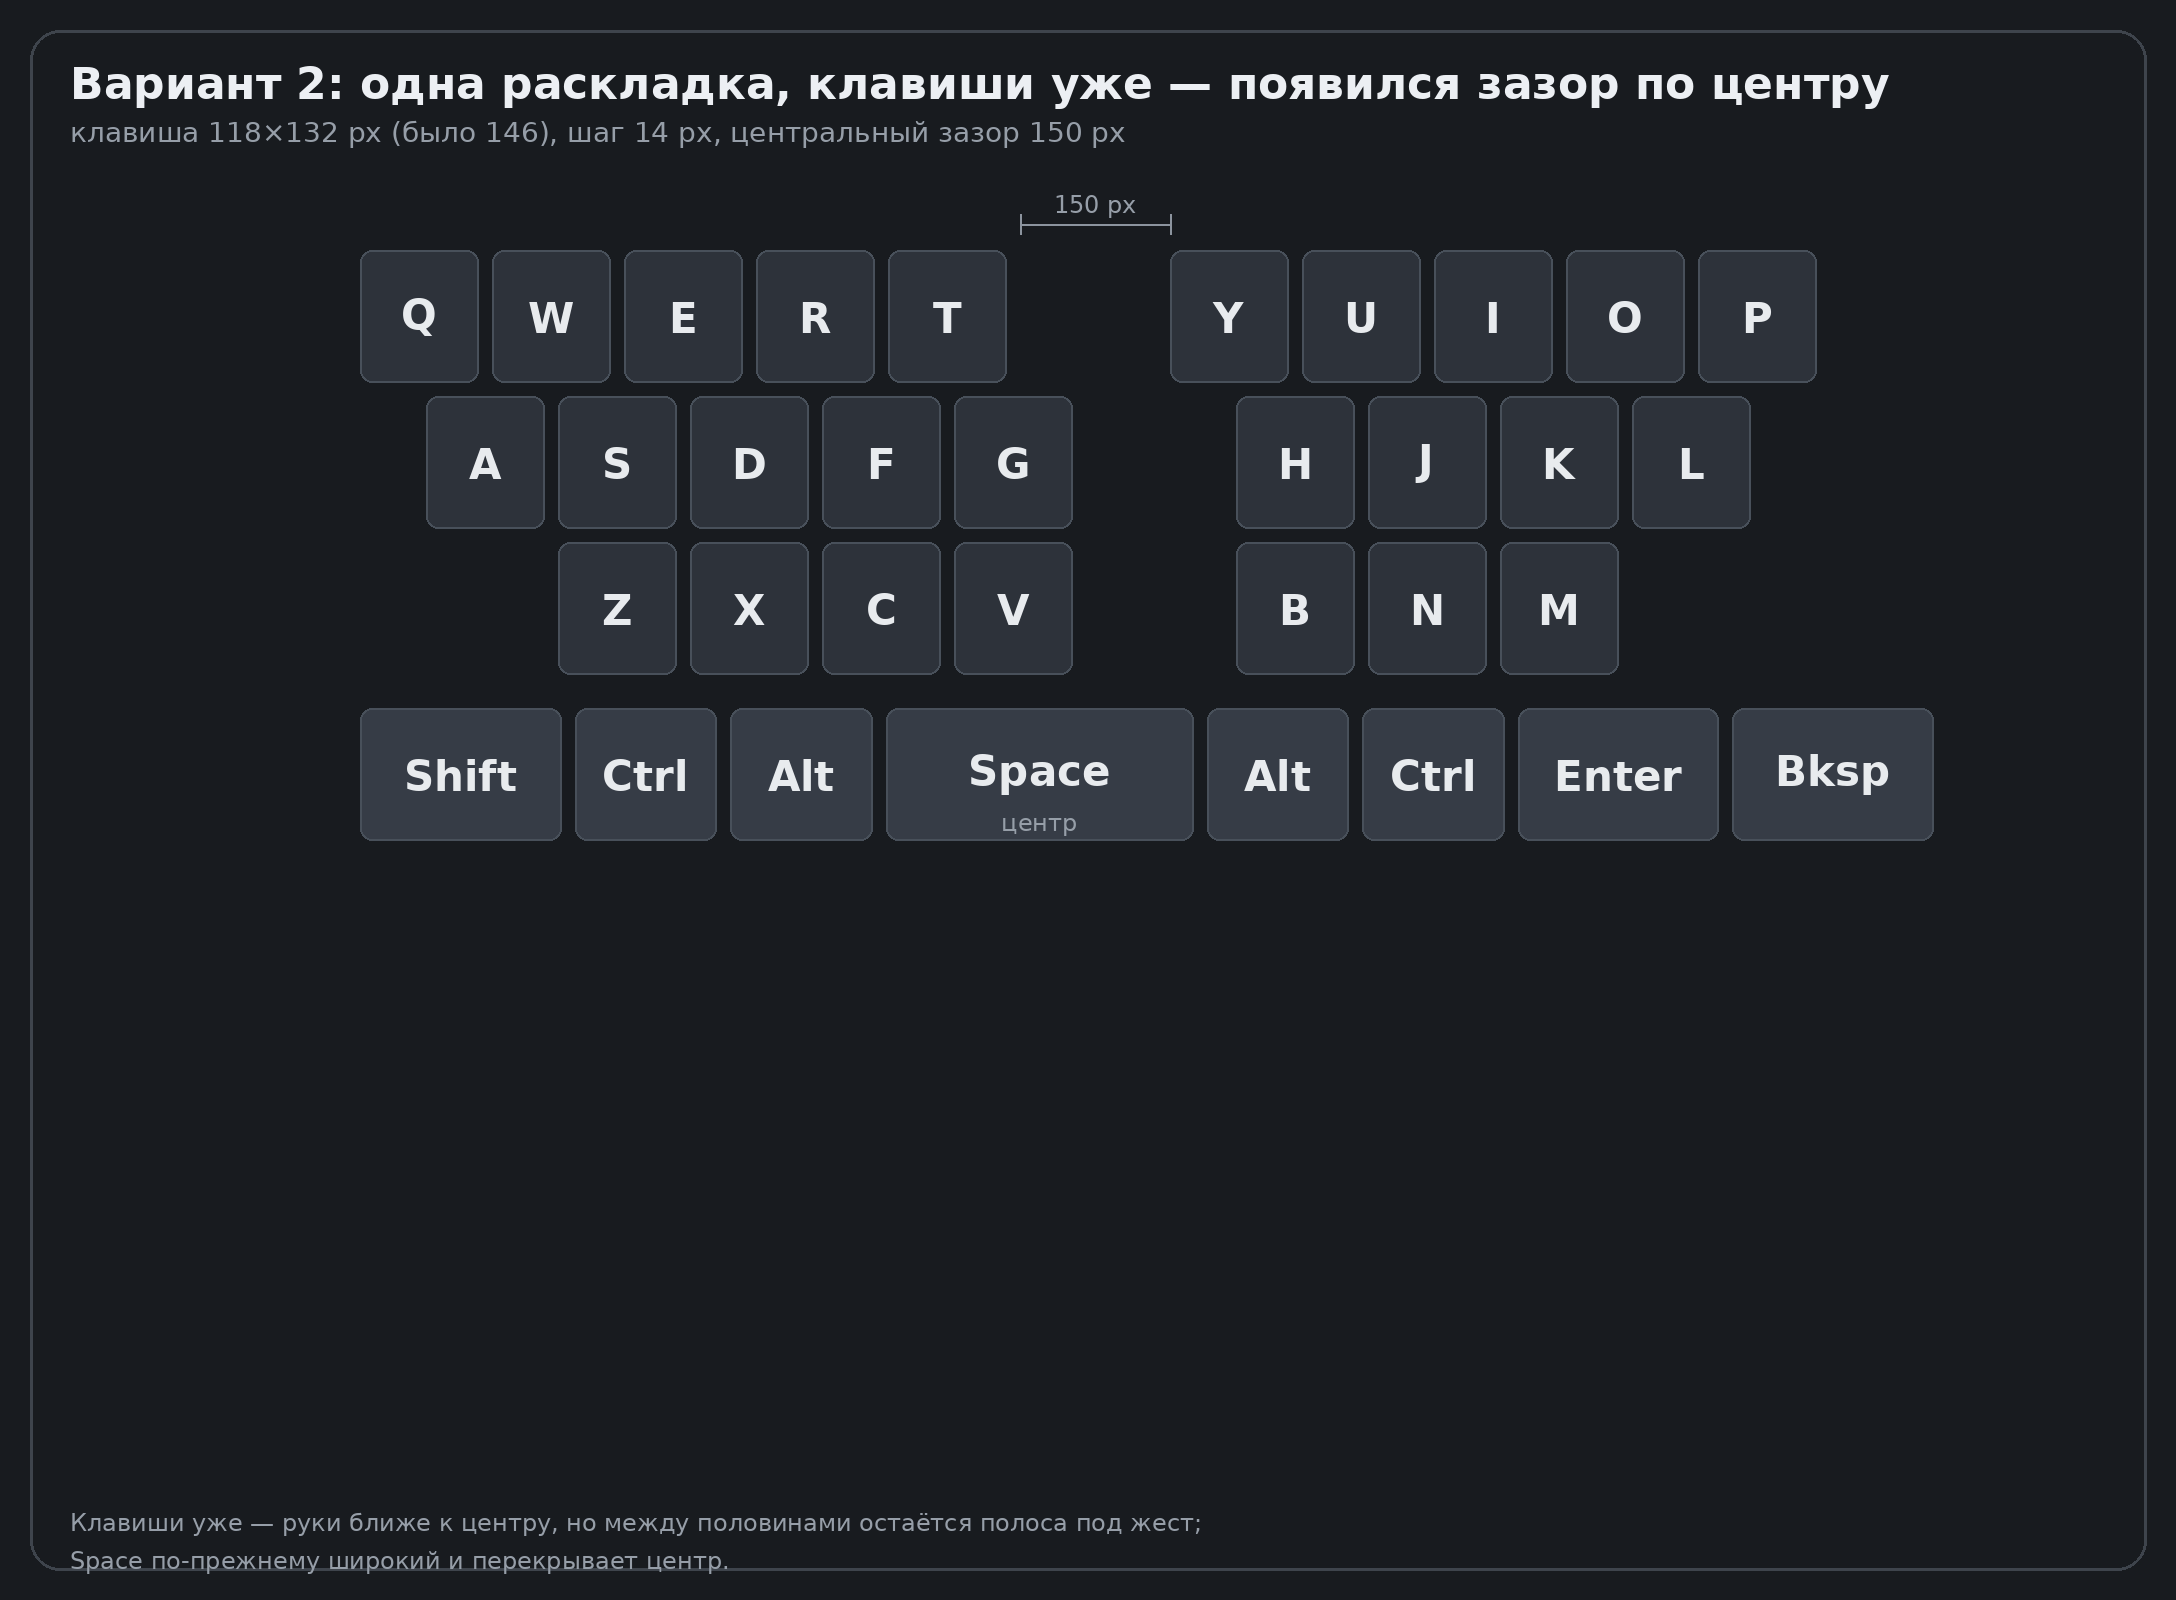 Вариант 2: одна раскладка, клавиши уже — появился зазор по центру
клавиша 118×132 px (было 146), шаг 14 px, центральный зазор 150 px
150 px
Q W E R T Y U I O P
A S D F G H J K L
Z X C V B N M
Shift Ctrl Alt Space Alt Ctrl Enter Bksp
центр
Клавиши уже — руки ближе к центру, но между половинами остаётся полоса под жест;
Space по-прежнему широкий и перекрывает центр.